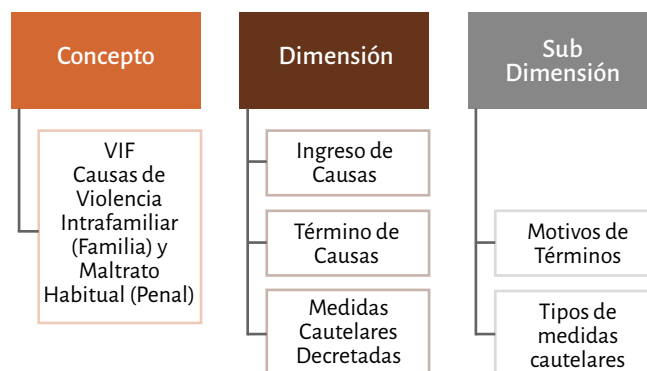 Concepto
VIF
Causas de
Violencia
Intrafamiliar
(Familia) y
Maltrato
Habitual (Penal)
Dimensión
Ingreso de
Causas
Término de
Causas
Medidas
Cautelares
Decretadas
Sub
Dimensión
Motivos de
Términos
Tipos de
medidas
cautelares